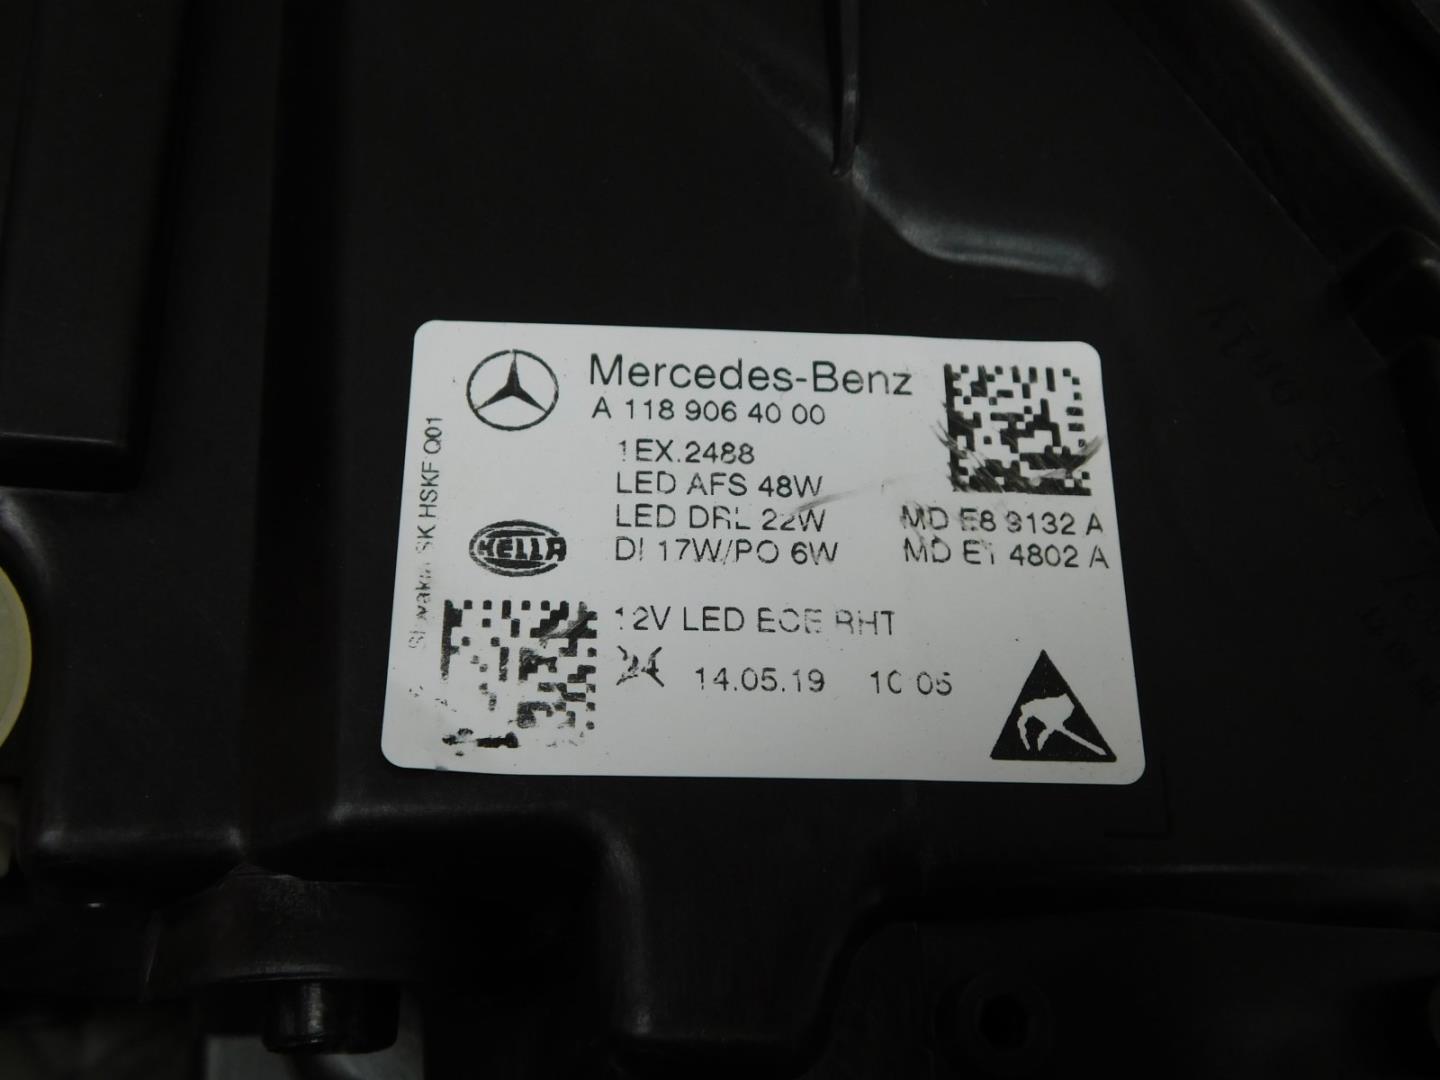 Mercedes-Benz
A 118 906 40 00
1EX.2488
LED AFS 48W
LED DRL 22W MD E8 9132 A
DI 17W/PO 6W MD E1 4802 A
HELLA
12V LED ECE RHT
14.05.19 10:05
Slovakia SK HSKF Q01